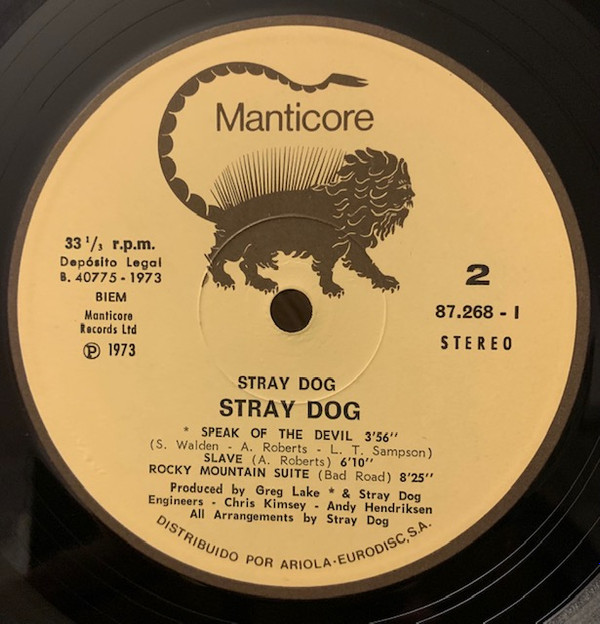 Manticore
33 1/3 r.p.m.
Depósito Legal
B. 40775 - 1973
BIEM
Manticore
Records Ltd
Ⓟ 1973
2
87.268 - I
STEREO
STRAY DOG
STRAY DOG
* SPEAK OF THE DEVIL 3'56''
(S. Walden - A. Roberts - L. T. Sampson)
SLAVE (A. Roberts) 6'10''
ROCKY MOUNTAIN SUITE (Bad Road) 8'25''
Produced by Greg Lake * & Stray Dog
Engineers - Chris Kimsey - Andy Hendriksen
All Arrangements by Stray Dog
DISTRIBUIDO POR ARIOLA-EURODISC, S.A.